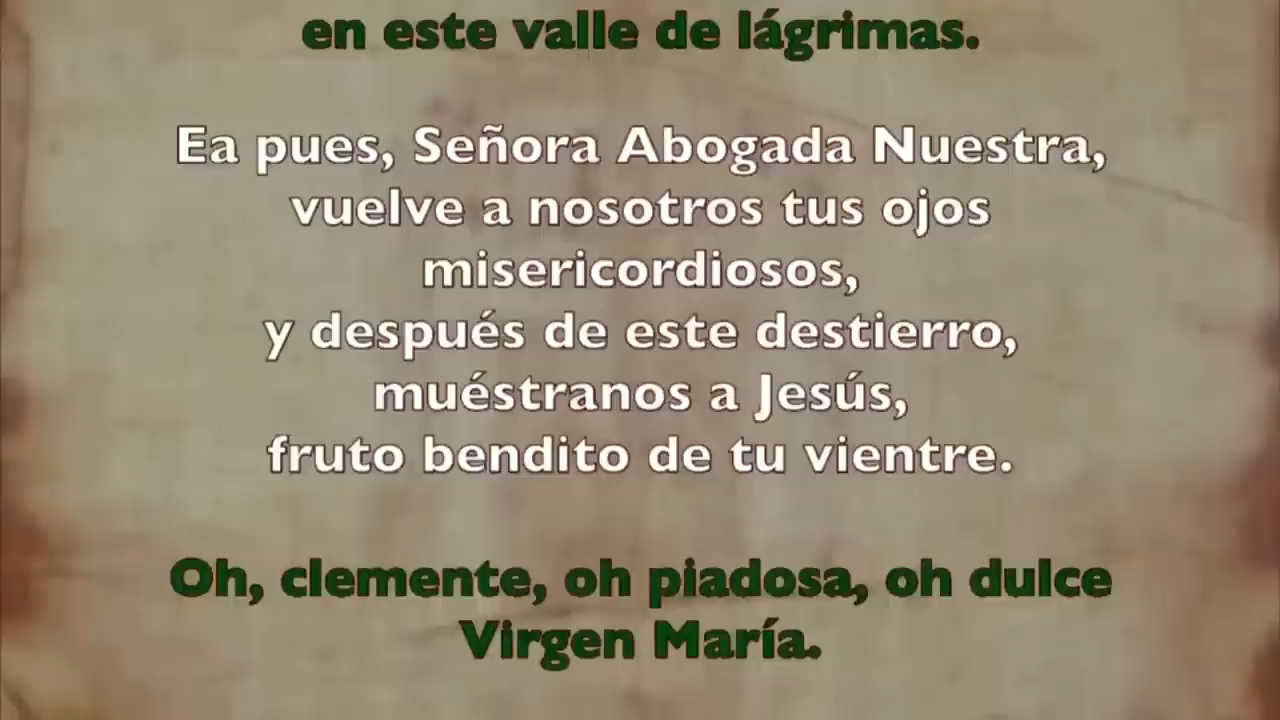 en este valle de lágrimas.
Ea pues, Señora Abogada Nuestra,
vuelve a nosotros tus ojos
misericordiosos,
y después de este destierro,
muéstranos a Jesús,
fruto bendito de tu vientre.
Oh, clemente, oh piadosa, oh dulce
Virgen María.